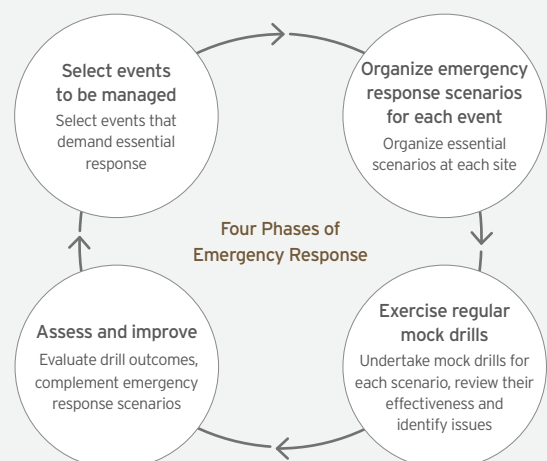 Select events
to be managed
Select events that
demand essential
response
Organize emergency
response scenarios
for each event
Organize essential
scenarios at each site
Four Phases of
Emergency Response
Assess and improve
Evaluate drill outcomes,
complement emergency
response scenarios
Exercise regular
mock drills
Undertake mock drills for
each scenario, review their
effectiveness and
identify issues